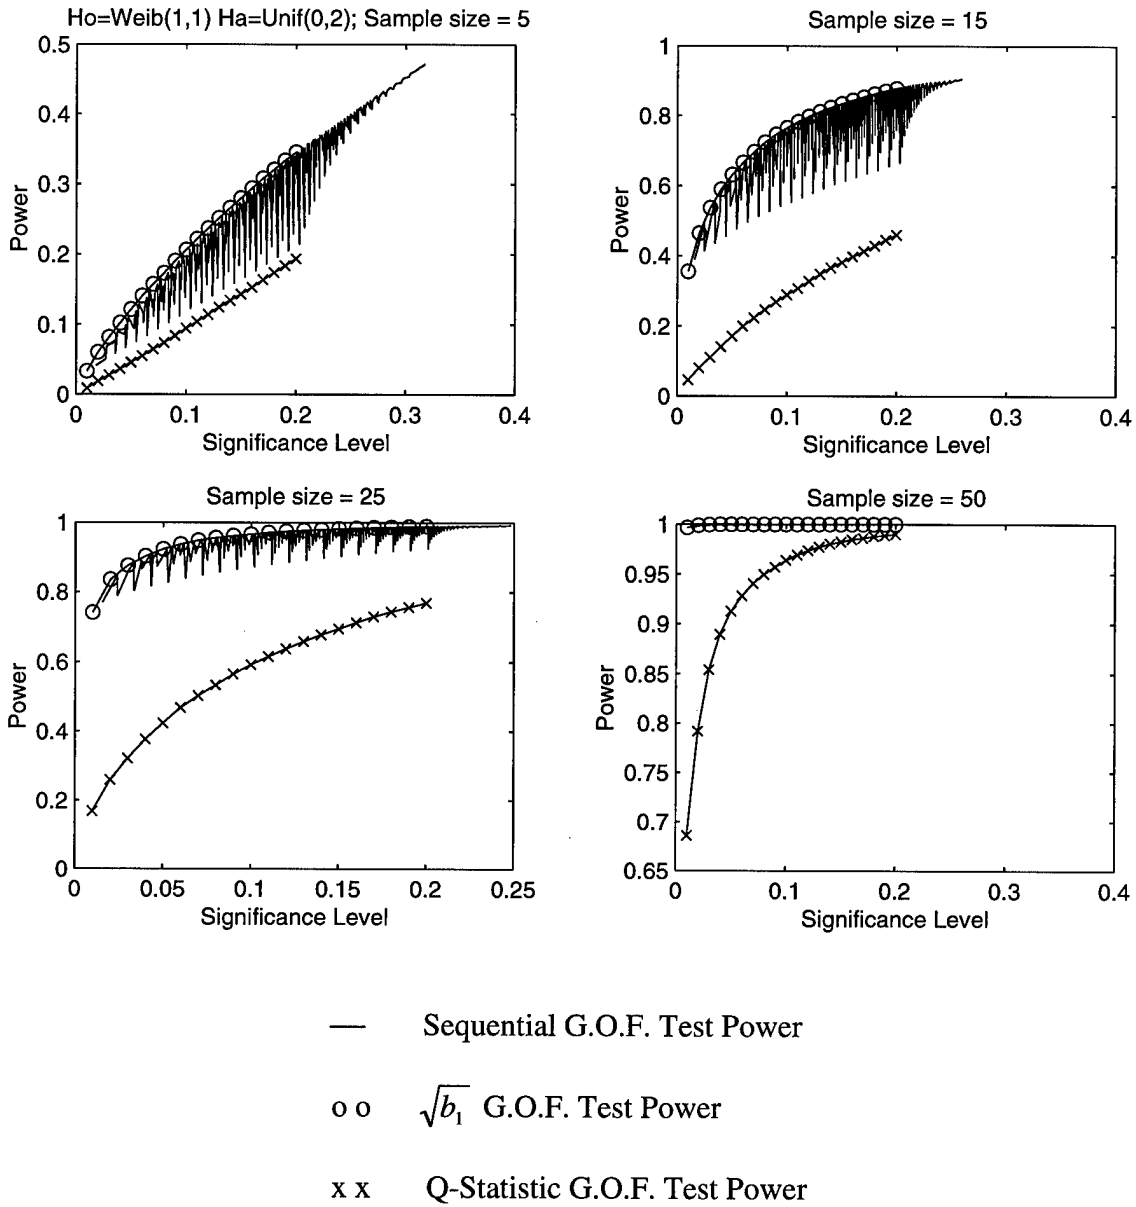 Ho=Weib(1,1) Ha=Unif(0,2); Sample size = 5
0.5
0.4
0.3
0.2
0.1
0
Power
0 0.1 0.2 0.3 0.4
Significance Level
Sample size = 15
1
0.8
0.6
0.4
0.2
0
Power
0 0.1 0.2 0.3 0.4
Significance Level
Sample size = 25
1
0.8
0.6
0.4
0.2
0
Power
0 0.05 0.1 0.15 0.2 0.25
Significance Level
Sample size = 50
1
0.95
0.9
0.85
0.8
0.75
0.7
0.65
Power
0 0.1 0.2 0.3 0.4
Significance Level
— Sequential G.O.F. Test Power
o o √b₁ G.O.F. Test Power
x x Q-Statistic G.O.F. Test Power